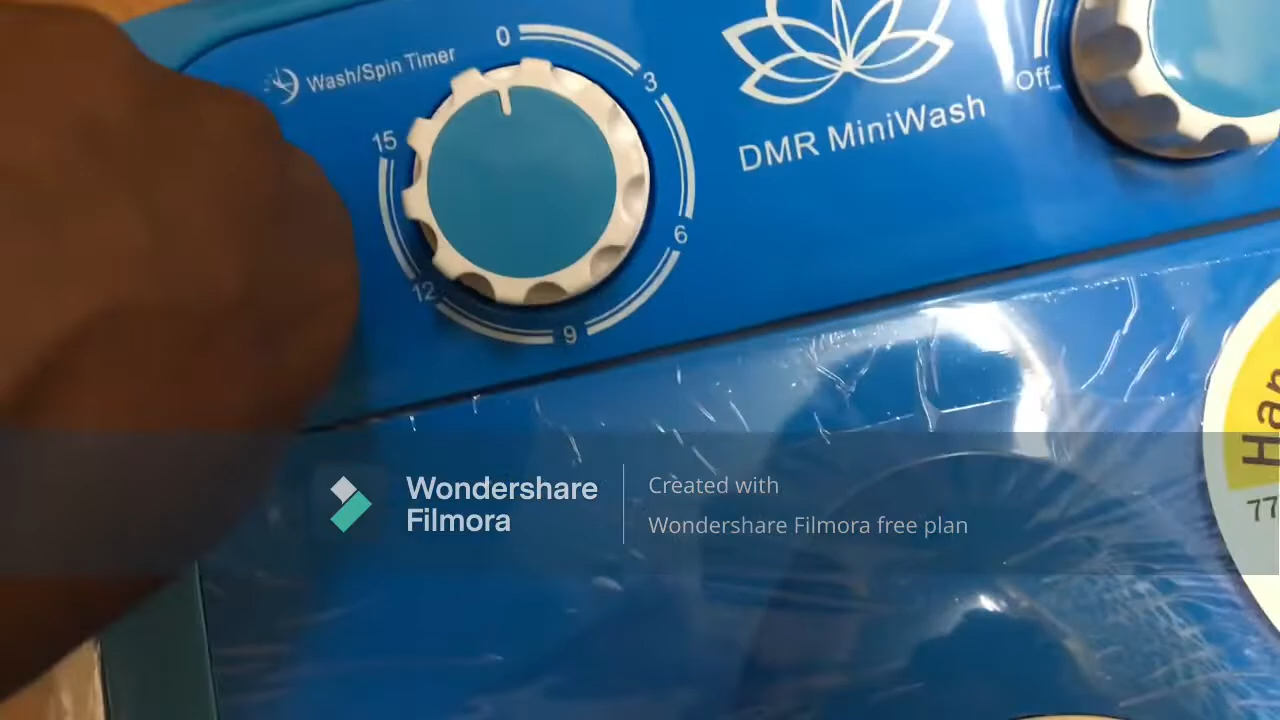 Wash/Spin Timer
0
3
6
9
12
15
DMR MiniWash
Off
Wondershare
Filmora
Created with
Wondershare Filmora free plan
77